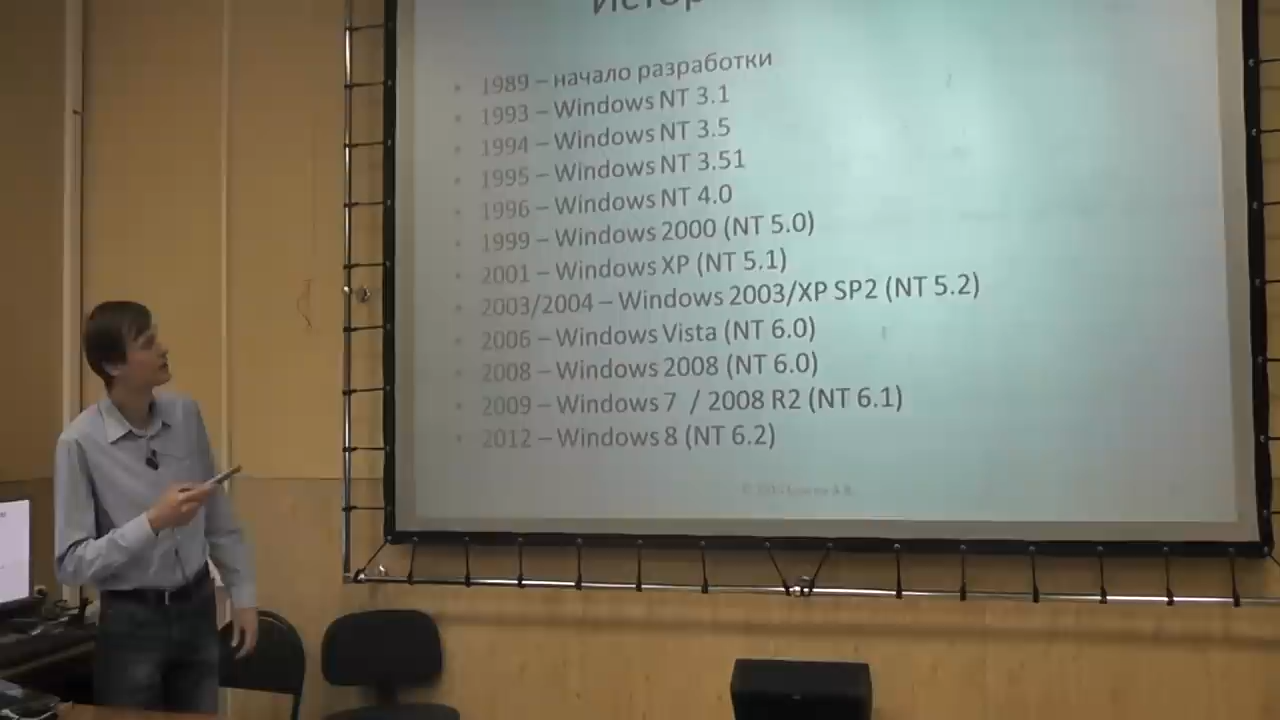 • 1989 – начало разработки
• 1993 – Windows NT 3.1
• 1994 – Windows NT 3.5
• 1995 – Windows NT 3.51
• 1996 – Windows NT 4.0
• 1999 – Windows 2000 (NT 5.0)
• 2001 – Windows XP (NT 5.1)
• 2003/2004 – Windows 2003/XP SP2 (NT 5.2)
• 2006 – Windows Vista (NT 6.0)
• 2008 – Windows 2008 (NT 6.0)
• 2009 – Windows 7 / 2008 R2 (NT 6.1)
• 2012 – Windows 8 (NT 6.2)